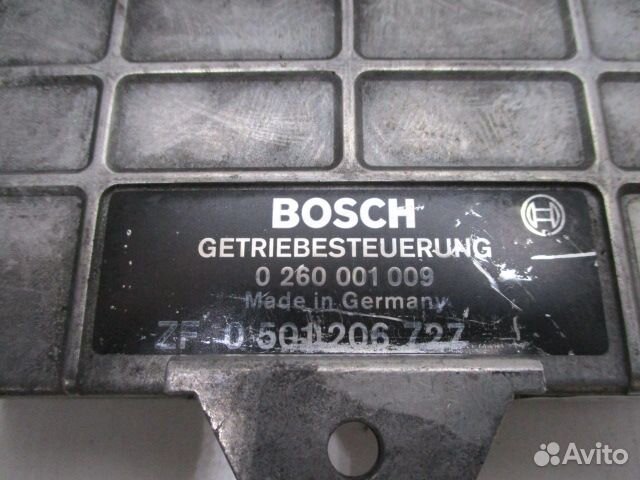 BOSCH
GETRIEBESTEUERUNG
0 260 001 009
Made in Germany
ZF 0 501 206 727
Avito